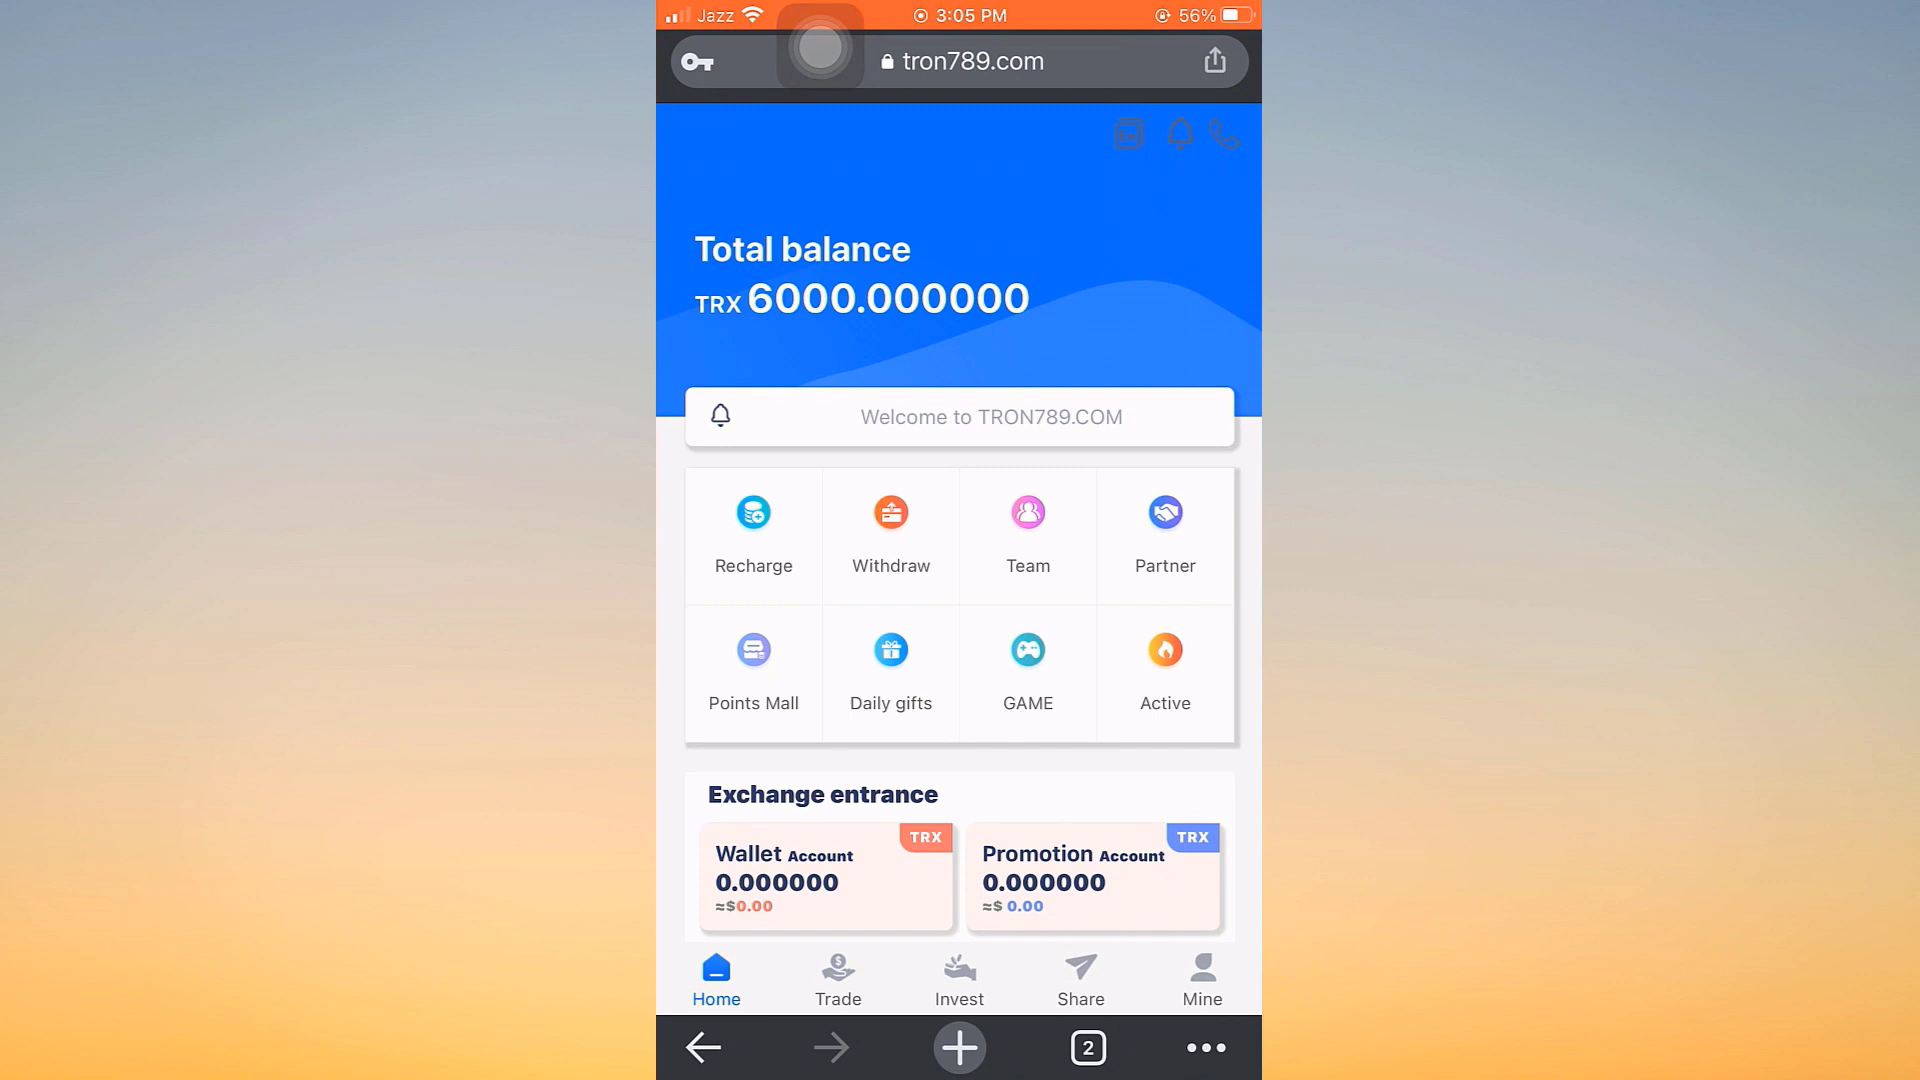 Jazz 3:05 PM 56%
tron789.com
Total balance
TRX 6000.000000
Welcome to TRON789.COM
Recharge Withdraw Team Partner
Points Mall Daily gifts GAME Active
Exchange entrance
TRX TRX
Wallet Account Promotion Account
0.000000 0.000000
≈$0.00 ≈$ 0.00
Home Trade Invest Share Mine
2